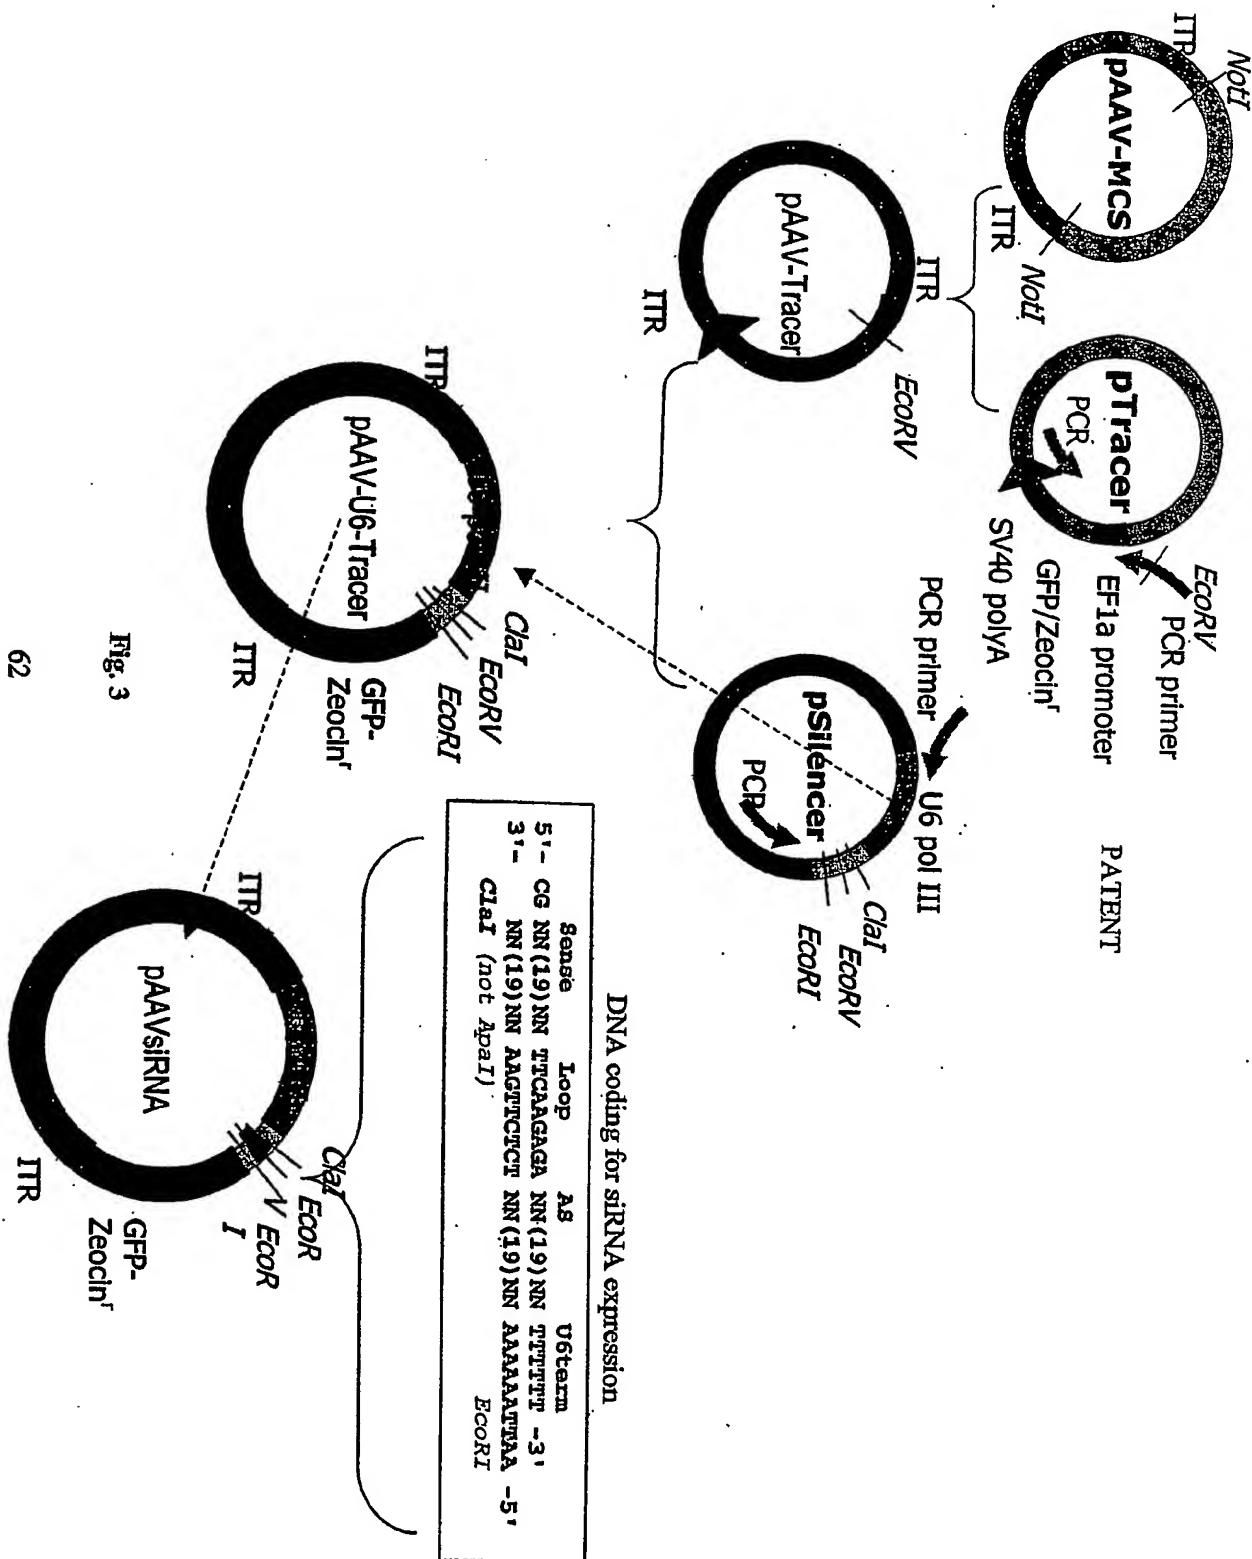 PATENT
NotI
ITR
pAAV-MCS
ITR
NotI
pTracer
PCR
EcoRV
PCR primer
EF1a promoter
GFP/Zeocinʳ
SV40 polyA
pAAV-Tracer
ITR
EcoRV
ITR
PCR primer
U6 pol III
pSilencer
PCR
ClaI
EcoRV
EcoRI
ITR
pAAV-U6-Tracer
ClaI
EcoRV
EcoRI
GFP-
Zeocinʳ
ITR
DNA coding for siRNA expression
Sense Loop AS U6term
5'- CG NN(19)NN TTCAAGAGA NN(19)NN TTTTTT -3'
3'- NN(19)NN AAGTTCTCT NN(19)NN AAAAAATTAA -5'
ClaI (not ApaI) EcoRI
ITR
pAAVsiRNA
ClaI
EcoR
V
EcoR
I
GFP-
Zeocinʳ
ITR
Fig. 3
62